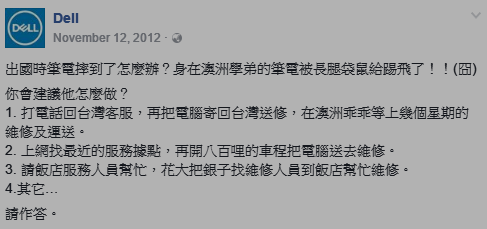 DELL
Dell
November 12, 2012 ·
出國時筆電摔到了怎麼辦？身在澳洲學弟的筆電被長腿袋鼠給踢飛了！！(囧)
你會建議他怎麼做？
1. 打電話回台灣客服，再把電腦寄回台灣送修，在澳洲乖乖等上幾個星期的
維修及運送。
2. 上網找最近的服務據點，再開八百哩的車程把電腦送去維修。
3. 請飯店服務人員幫忙，花大把銀子找維修人員到飯店幫忙維修。
4.其它...
請作答。